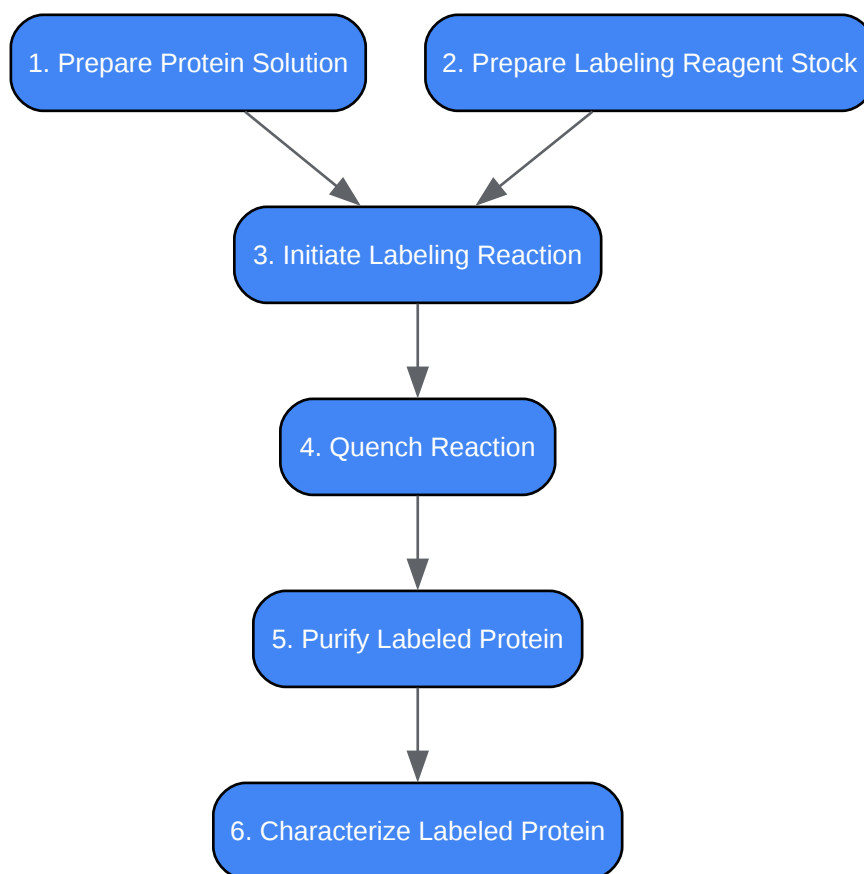 1. Prepare Protein Solution
2. Prepare Labeling Reagent Stock
3. Initiate Labeling Reaction
4. Quench Reaction
5. Purify Labeled Protein
6. Characterize Labeled Protein